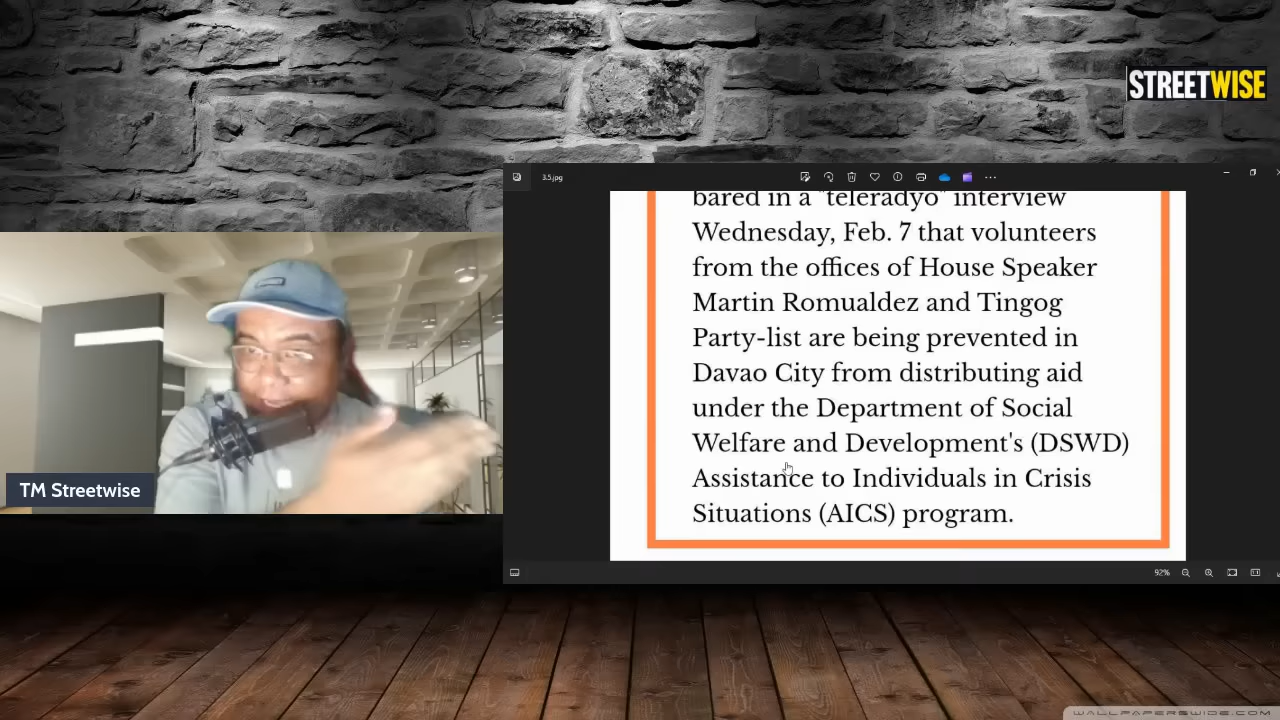 STREETWISE
3.5.jpg
bared in a "teleradyo" interview
Wednesday, Feb. 7 that volunteers
from the offices of House Speaker
Martin Romualdez and Tingog
Party-list are being prevented in
Davao City from distributing aid
under the Department of Social
Welfare and Development's (DSWD)
Assistance to Individuals in Crisis
Situations (AICS) program.
TM Streetwise
92%
WALLPAPERSWIDE.COM